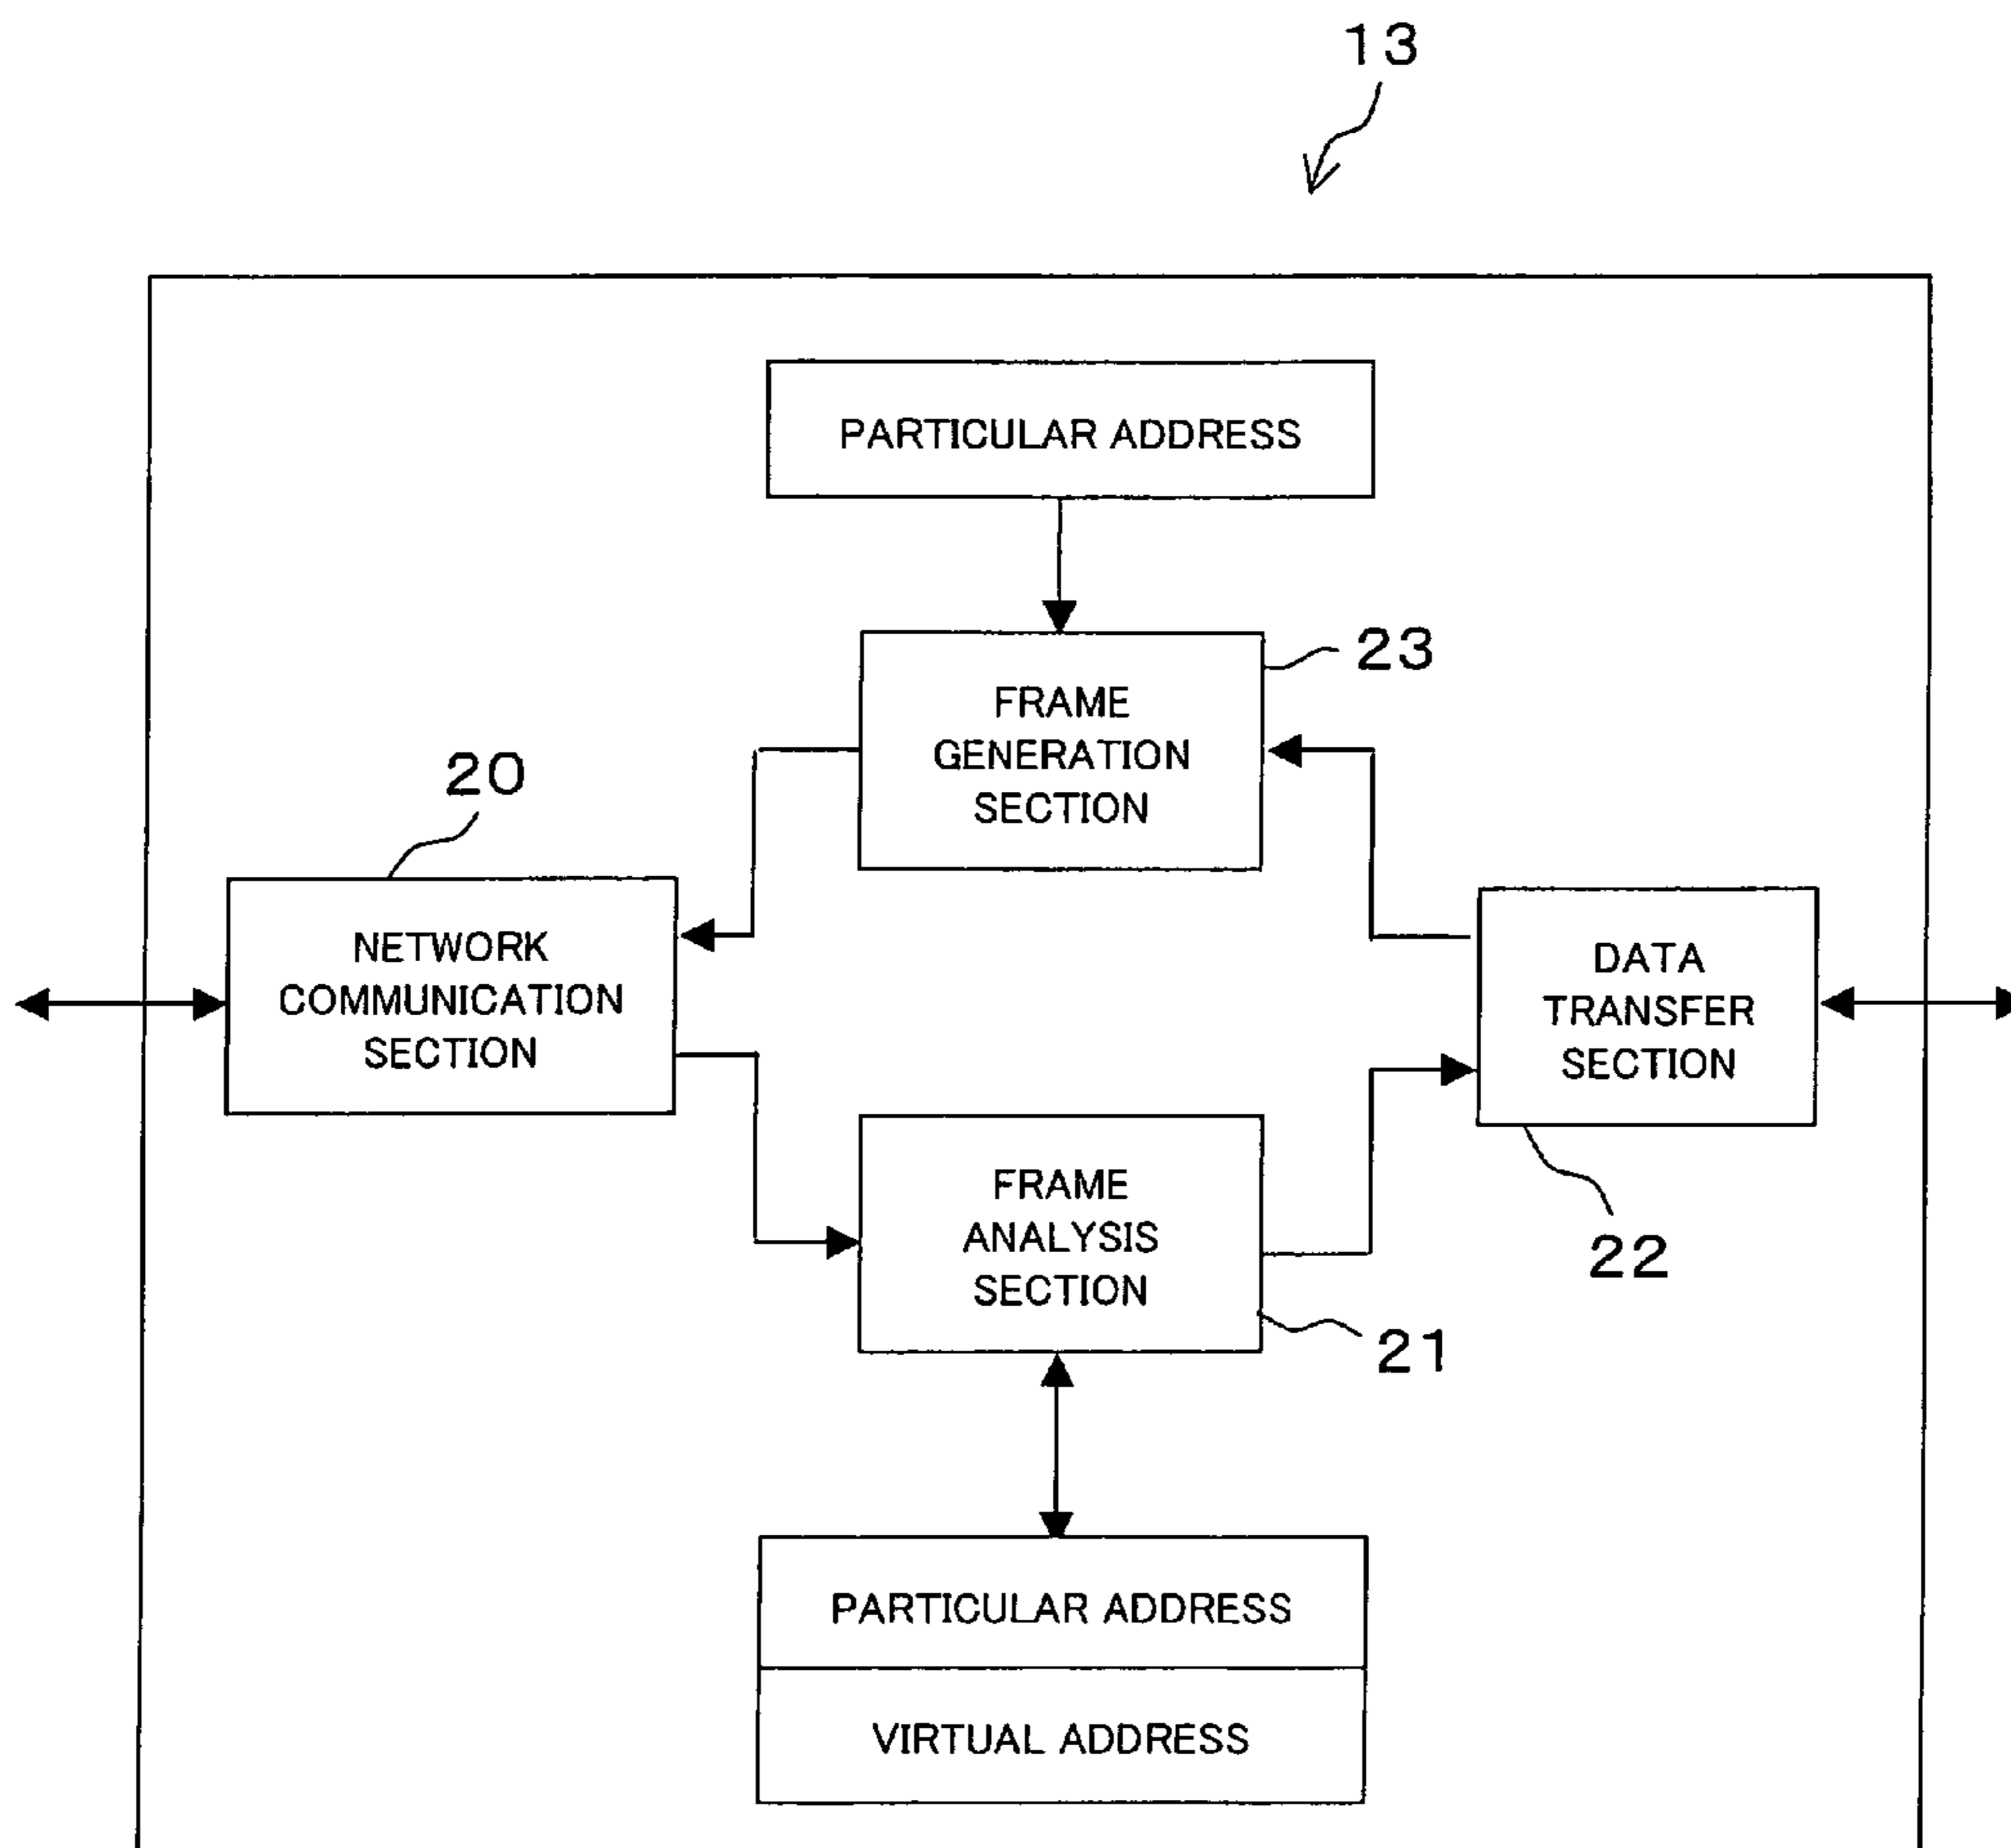 13
PARTICULAR ADDRESS
23
FRAME
GENERATION
SECTION
20
NETWORK
COMMUNICATION
SECTION
DATA
TRANSFER
SECTION
22
FRAME
ANALYSIS
SECTION
21
PARTICULAR ADDRESS
VIRTUAL ADDRESS